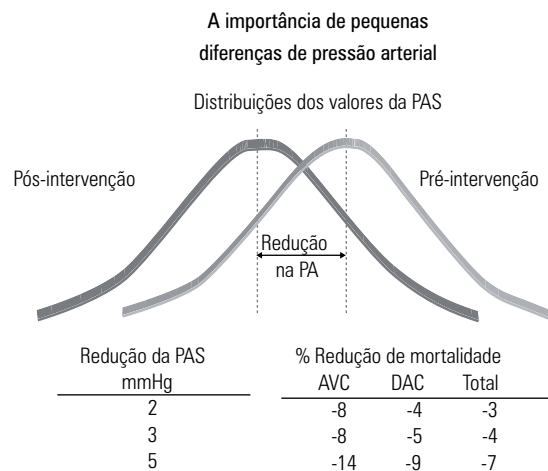 A importância de pequenas
diferenças de pressão arterial
Distribuições dos valores da PAS
Pós-intervenção
Pré-intervenção
Redução
na PA
Redução da PAS
mmHg
% Redução de mortalidade
AVC DAC Total
2 -8 -4 -3
3 -8 -5 -4
5 -14 -9 -7